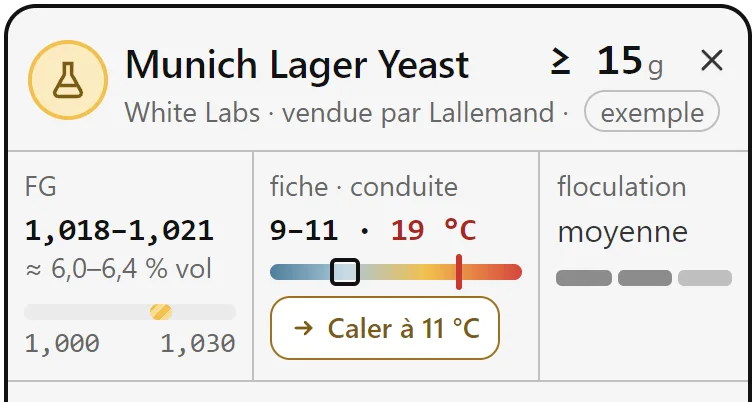 Munich Lager Yeast ≥ 15 g ×
White Labs · vendue par Lallemand · exemple
FG
1,018–1,021
≈ 6,0–6,4 % vol
1,000 1,030
fiche · conduite
9–11 · 19 °C
→ Caler à 11 °C
floculation
moyenne